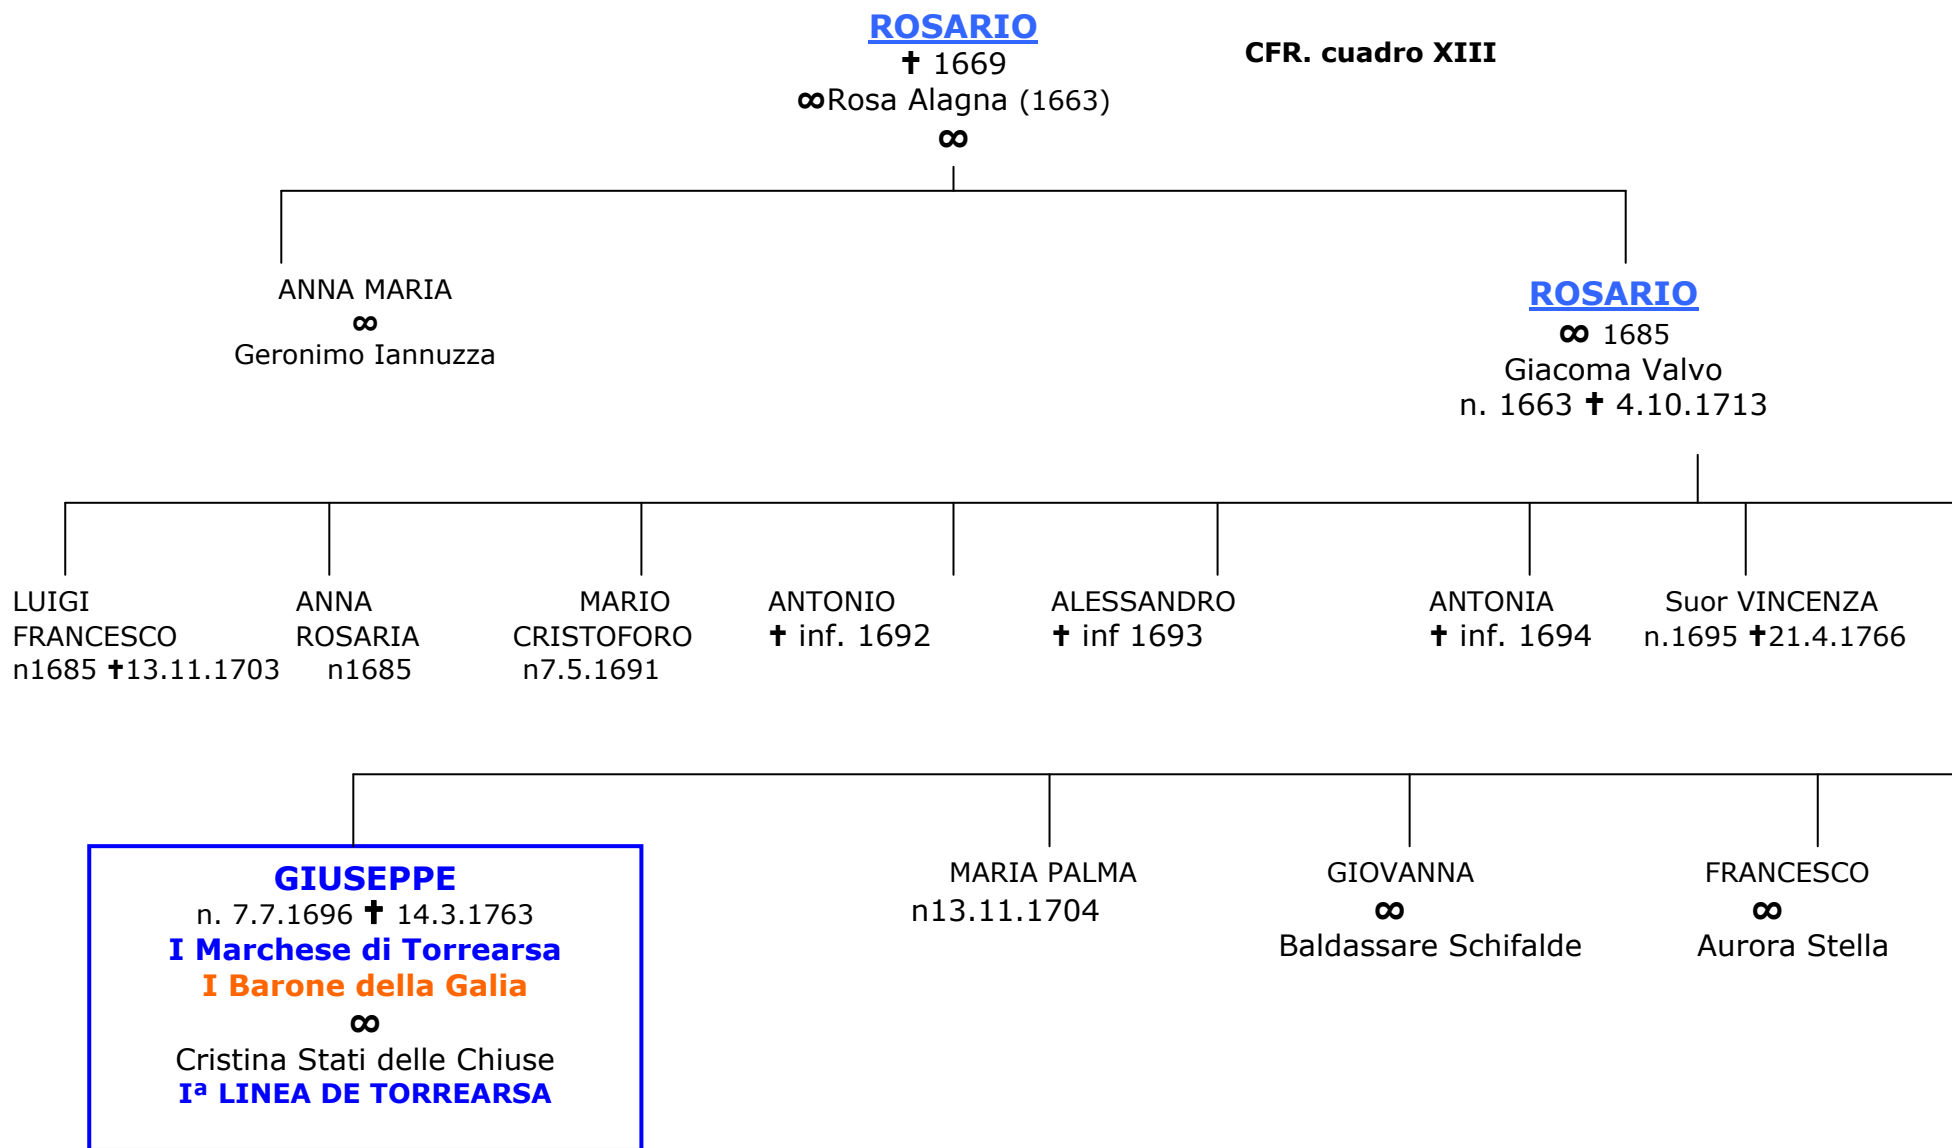 ROSARIO
✝ 1669
∞Rosa Alagna (1663)
∞
CFR. cuadro XIII
ANNA MARIA
∞
Geronimo Iannuzza
ROSARIO
∞ 1685
Giacoma Valvo
n. 1663 ✝ 4.10.1713
LUIGI
FRANCESCO
n1685 ✝13.11.1703
ANNA
ROSARIA
n1685
MARIO
CRISTOFORO
n7.5.1691
ANTONIO
✝ inf. 1692
ALESSANDRO
✝ inf 1693
ANTONIA
✝ inf. 1694
Suor VINCENZA
n.1695 ✝21.4.1766
GIUSEPPE
n. 7.7.1696 ✝ 14.3.1763
I Marchese di Torrearsa
I Barone della Galia
∞
Cristina Stati delle Chiuse
Iª LINEA DE TORREARSA
MARIA PALMA
n13.11.1704
GIOVANNA
∞
Baldassare Schifalde
FRANCESCO
∞
Aurora Stella